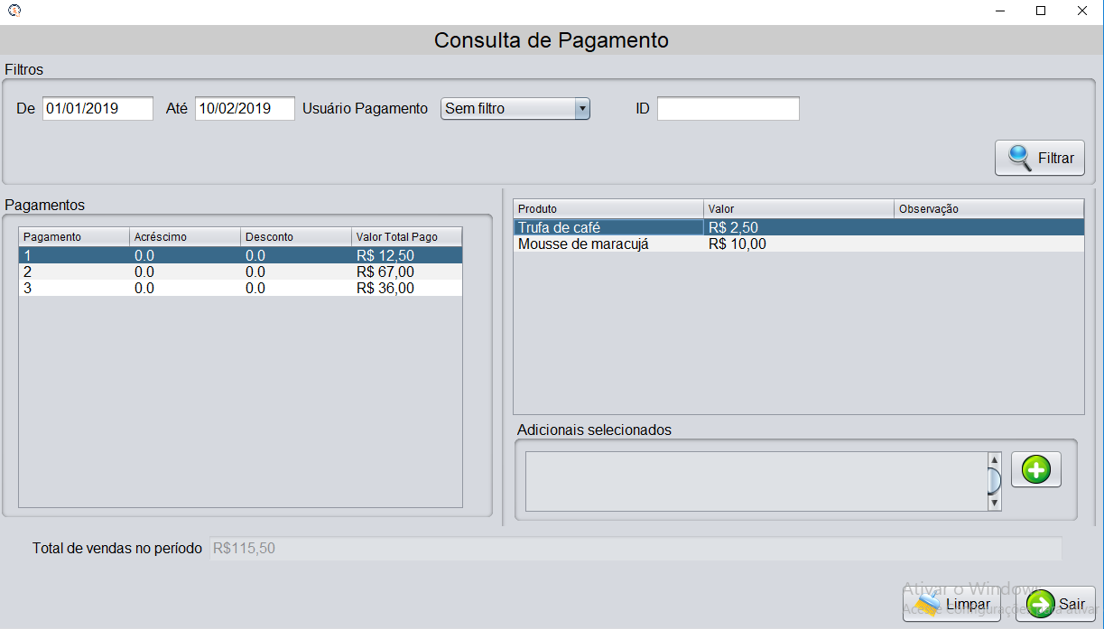 Consulta de Pagamento
Filtros
De 01/01/2019 Até 10/02/2019 Usuário Pagamento Sem filtro ID
Filtrar
Pagamentos
Pagamento Acréscimo Desconto Valor Total Pago
1 0.0 0.0 R$ 12,50
2 0.0 0.0 R$ 67,00
3 0.0 0.0 R$ 36,00
Produto Valor Observação
Trufa de café R$ 2,50
Mousse de maracujá R$ 10,00
Adicionais selecionados
Total de vendas no período R$115,50
Ativar o Windows
Acesse Configurações para ativar
Limpar Sair